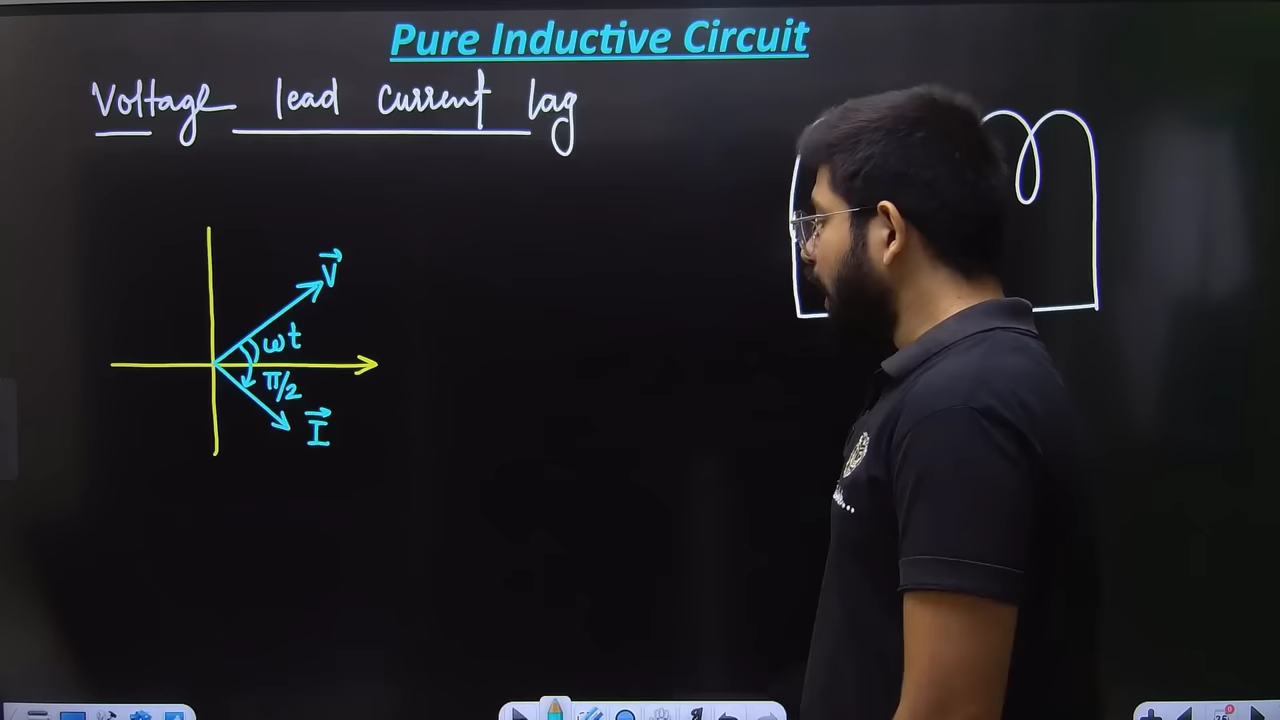 Pure Inductive Circuit
Voltage lead current lag
V
ωt
π/2
I